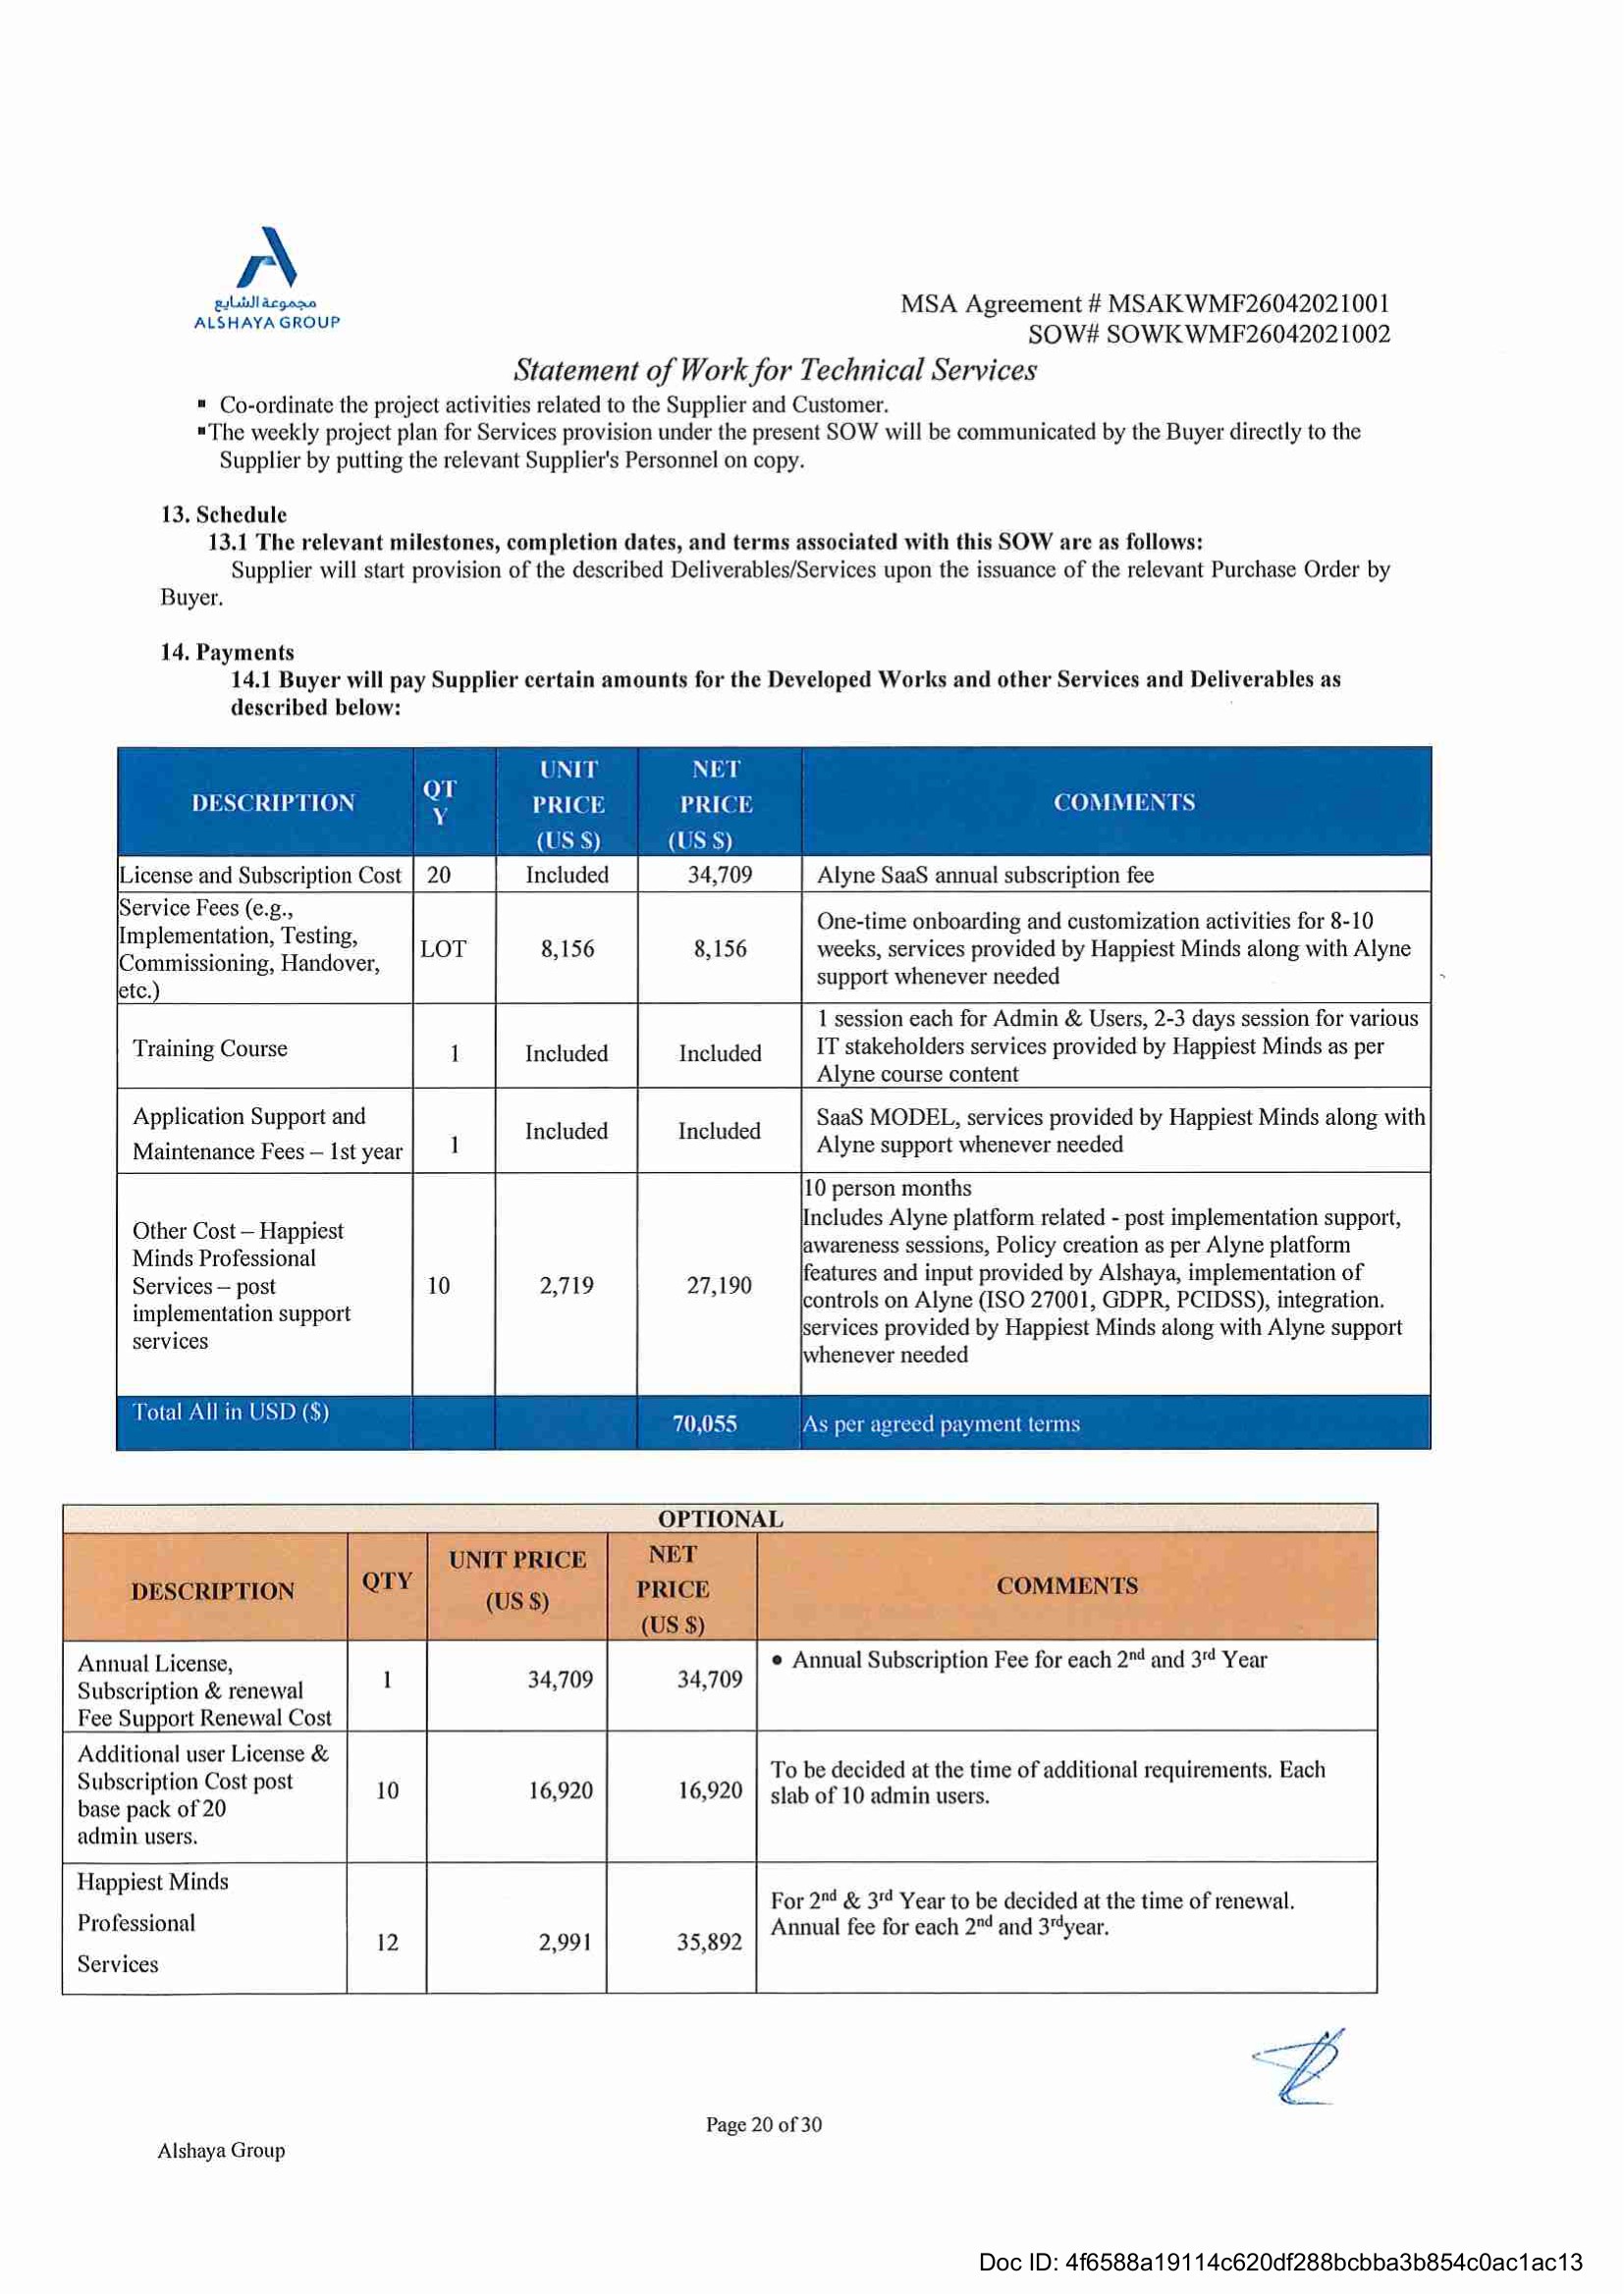 مجموعة الشايع
ALSHAYA GROUP
MSA Agreement # MSAKWMF26042021001
SOW# SOWKWMF26042021002
Statement of Work for Technical Services
▪ Co-ordinate the project activities related to the Supplier and Customer.
▪The weekly project plan for Services provision under the present SOW will be communicated by the Buyer directly to the
Supplier by putting the relevant Supplier's Personnel on copy.
13. Schedule
13.1 The relevant milestones, completion dates, and terms associated with this SOW are as follows:
Supplier will start provision of the described Deliverables/Services upon the issuance of the relevant Purchase Order by
Buyer.
14. Payments
14.1 Buyer will pay Supplier certain amounts for the Developed Works and other Services and Deliverables as
described below:
DESCRIPTION
QT
Y
UNIT
PRICE
(US $)
NET
PRICE
(US $)
COMMENTS
License and Subscription Cost
20
Included
34,709
Alyne SaaS annual subscription fee
Service Fees (e.g.,
Implementation, Testing,
Commissioning, Handover,
etc.)
LOT
8,156
8,156
One-time onboarding and customization activities for 8-10
weeks, services provided by Happiest Minds along with Alyne
support whenever needed
Training Course
1
Included
Included
1 session each for Admin & Users, 2-3 days session for various
IT stakeholders services provided by Happiest Minds as per
Alyne course content
Application Support and
Maintenance Fees – 1st year
1
Included
Included
SaaS MODEL, services provided by Happiest Minds along with
Alyne support whenever needed
Other Cost – Happiest
Minds Professional
Services – post
implementation support
services
10
2,719
27,190
10 person months
Includes Alyne platform related - post implementation support,
awareness sessions, Policy creation as per Alyne platform
features and input provided by Alshaya, implementation of
controls on Alyne (ISO 27001, GDPR, PCIDSS), integration.
services provided by Happiest Minds along with Alyne support
whenever needed
Total All in USD ($)
70,055
As per agreed payment terms
OPTIONAL
DESCRIPTION
QTY
UNIT PRICE
(US $)
NET
PRICE
(US $)
COMMENTS
Annual License,
Subscription & renewal
Fee Support Renewal Cost
1
34,709
34,709
• Annual Subscription Fee for each 2nd and 3rd Year
Additional user License &
Subscription Cost post
base pack of 20
admin users.
10
16,920
16,920
To be decided at the time of additional requirements. Each
slab of 10 admin users.
Happiest Minds
Professional
Services
12
2,991
35,892
For 2nd & 3rd Year to be decided at the time of renewal.
Annual fee for each 2nd and 3rdyear.
Page 20 of 30
Alshaya Group
Doc ID: 4f6588a19114c620df288bcbba3b854c0ac1ac13